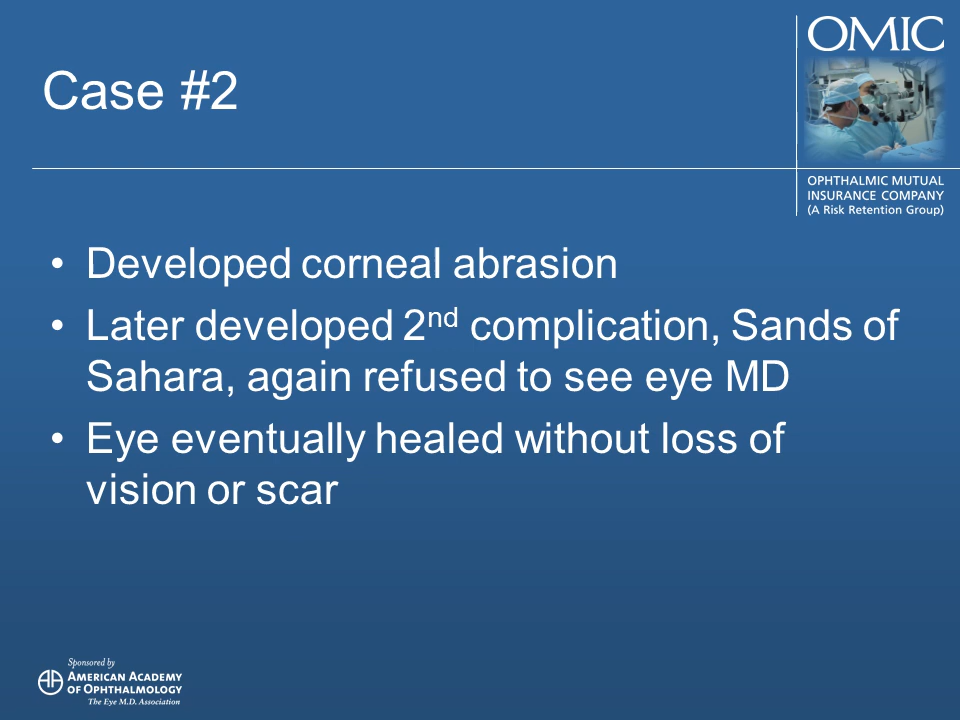 OMIC
Case #2
OPHTHALMIC MUTUAL
INSURANCE COMPANY
(A Risk Retention Group)
• Developed corneal abrasion
• Later developed 2nd complication, Sands of
Sahara, again refused to see eye MD
• Eye eventually healed without loss of
vision or scar
Sponsored by
AMERICAN ACADEMY
OF OPHTHALMOLOGY
The Eye M.D. Association